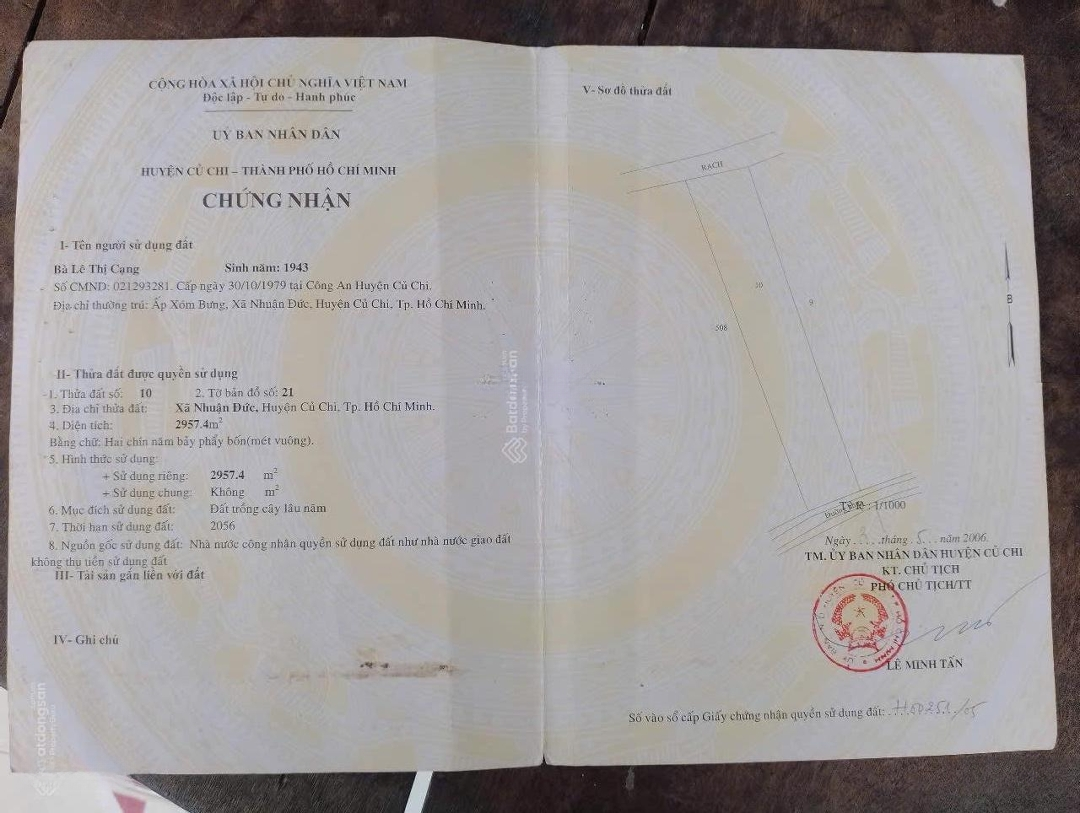 CỘNG HÒA XÃ HỘI CHỦ NGHĨA VIỆT NAM
Độc lập - Tự do - Hạnh phúc
UỶ BAN NHÂN DÂN
HUYỆN CỦ CHI – THÀNH PHỐ HỒ CHÍ MINH
CHỨNG NHẬN
I- Tên người sử dụng đất
Bà Lê Thị Cạng Sinh năm: 1943
Số CMND: 021293281. Cấp ngày 30/10/1979 tại Công An Huyện Củ Chi.
Địa chỉ thường trú: Ấp Xóm Bưng, Xã Nhuận Đức, Huyện Củ Chi, Tp. Hồ Chí Minh.
II- Thửa đất được quyền sử dụng
1. Thửa đất số: 10 2. Tờ bản đồ số: 21
3. Địa chỉ thửa đất: Xã Nhuận Đức, Huyện Củ Chi, Tp. Hồ Chí Minh.
4. Diện tích: 2957.4m²
Bằng chữ: Hai chín năm bảy phẩy bốn(mét vuông).
5. Hình thức sử dụng:
+ Sử dụng riêng: 2957.4 m²
+ Sử dụng chung: Không m²
6. Mục đích sử dụng đất: Đất trồng cây lâu năm
7. Thời hạn sử dụng đất: 2056
8. Nguồn gốc sử dụng đất: Nhà nước công nhận quyền sử dụng đất như nhà nước giao đất
không thu tiền sử dụng đất
III- Tài sản gắn liền với đất
IV- Ghi chú
V- Sơ đồ thửa đất
RẠCH
10
9
508
B
1/1000
Ngày tháng 5 năm 2006
TM. ỦY BAN NHÂN DÂN HUYỆN CỦ CHI
KT. CHỦ TỊCH
PHÓ CHỦ TỊCH/TT
LÊ MINH TẤN
Số vào sổ cấp Giấy chứng nhận quyền sử dụng đất:
Batdongsan
by PropertyGuru
Batdongsan
by PropertyGuru